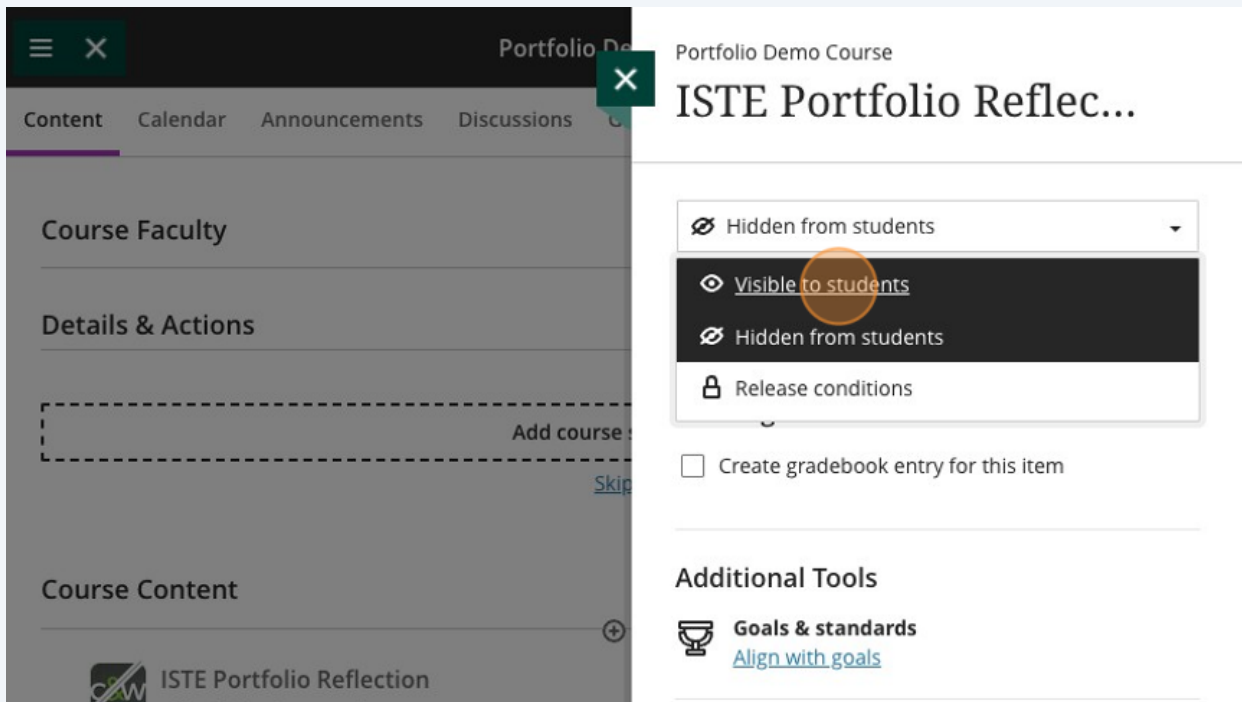 Portfolio De
Content Calendar Announcements Discussions
Course Faculty
Details & Actions
Add course s
Skip
Course Content
C&W
ISTE Portfolio Reflection
Portfolio Demo Course
ISTE Portfolio Reflec...
Hidden from students
Visible to students
Hidden from students
Release conditions
Create gradebook entry for this item
Additional Tools
Goals & standards
Align with goals